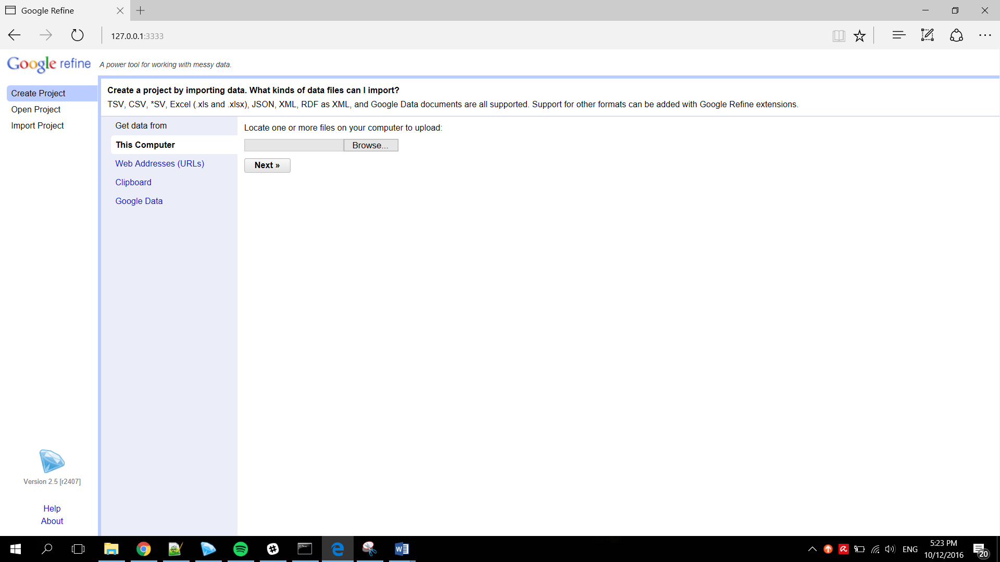 Google Refine
127.0.0.1:3333
Google refine A power tool for working with messy data.
Create Project
Open Project
Import Project
Create a project by importing data. What kinds of data files can I import?
TSV, CSV, *SV, Excel (.xls and .xlsx), JSON, XML, RDF as XML, and Google Data documents are all supported. Support for other formats can be added with Google Refine extensions.
Get data from
This Computer
Web Addresses (URLs)
Clipboard
Google Data
Locate one or more files on your computer to upload:
Browse...
Next »
Version 2.5 [r2407]
Help
About
ENG
5:23 PM
10/12/2016
20